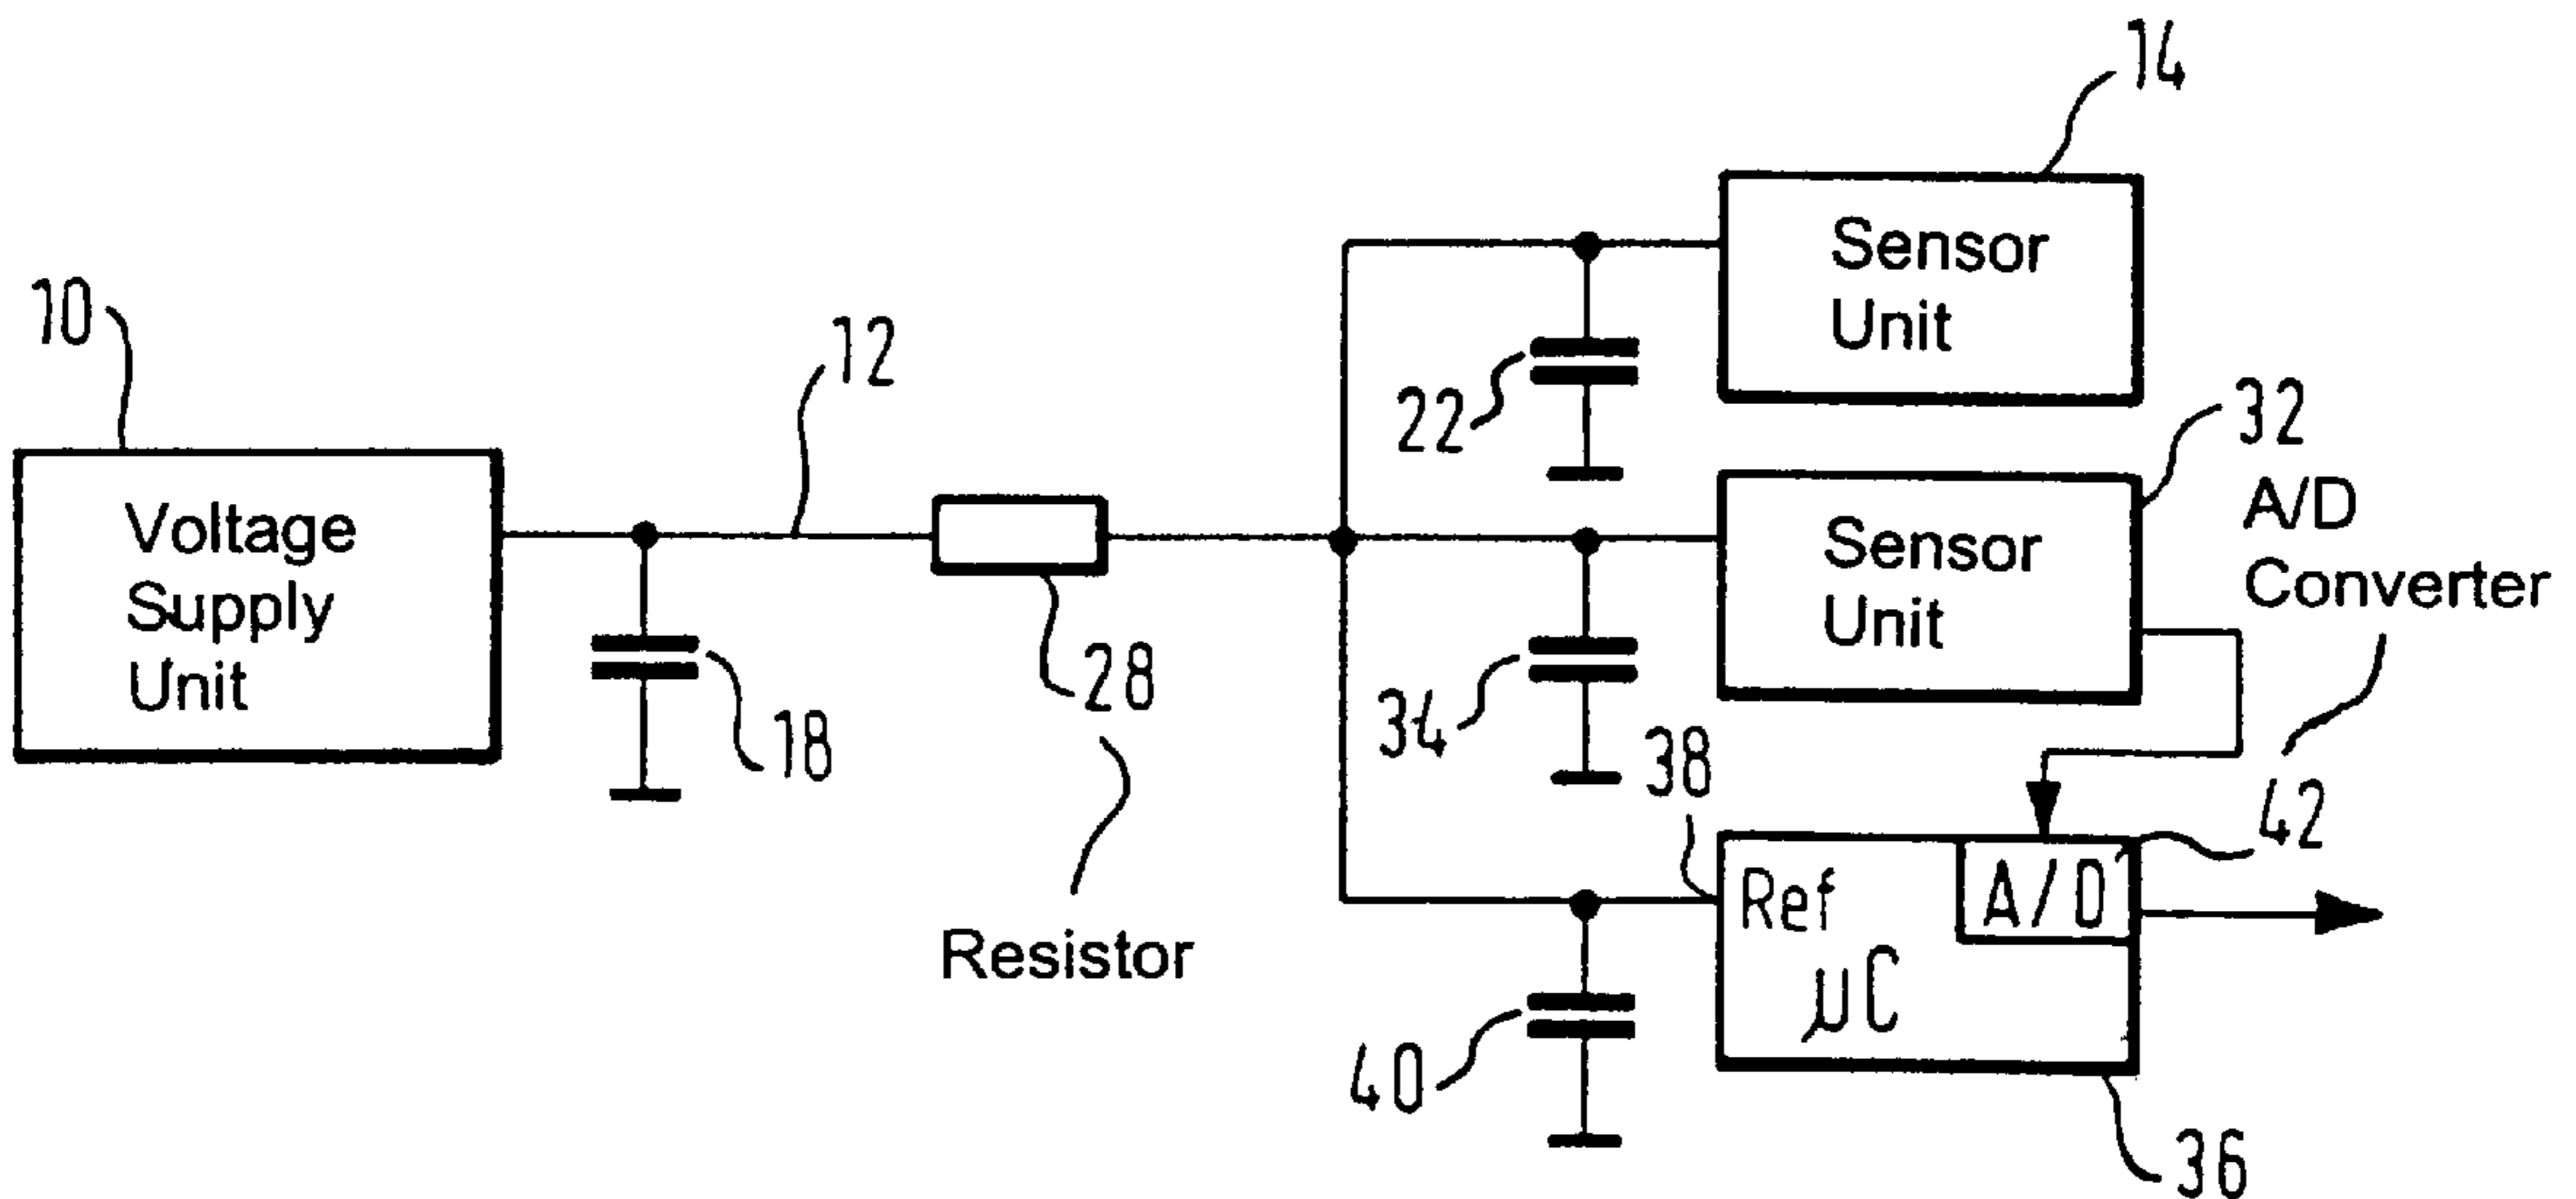 14
10
12
Sensor
Unit
22
32
A/D
Converter
Voltage
Supply
Unit
Sensor
Unit
28
18
34
38
42
Ref
A/D
µC
Resistor
40
36